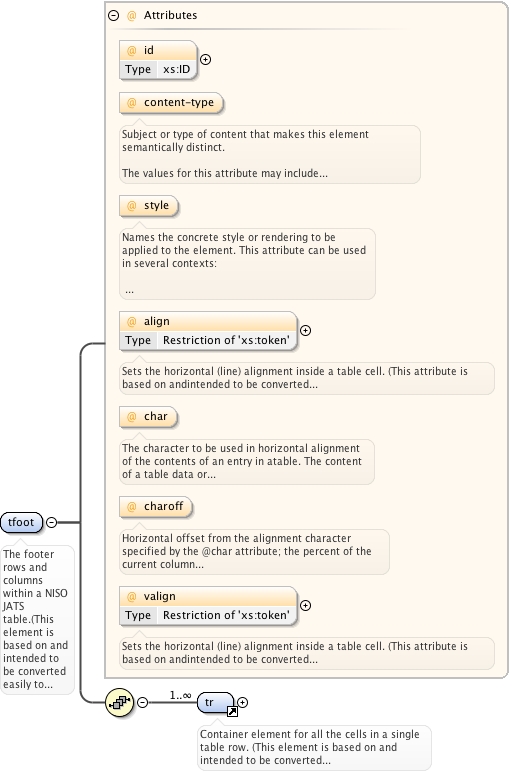 @ Attributes
@ id
Type xs:ID
@ content-type
Subject or type of content that makes this element
semantically distinct.
The values for this attribute may include...
@ style
Names the concrete style or rendering to be
applied to the element. This attribute can be used
in several contexts:
...
@ align
Type Restriction of 'xs:token'
Sets the horizontal (line) alignment inside a table cell. (This attribute is
based on andintended to be converted...
@ char
The character to be used in horizontal alignment
of the contents of an entry in atable. The content
of a table data or...
@ charoff
Horizontal offset from the alignment character
specified by the @char attribute; the percent of the
current column...
@ valign
Type Restriction of 'xs:token'
Sets the horizontal (line) alignment inside a table cell. (This attribute is
based on andintended to be converted...
tfoot
The footer
rows and
columns
within a NISO
JATS
table.(This
element is
based on and
intended to
be converted
easily to...
1..∞
tr
Container element for all the cells in a single
table row. (This element is based on and
intended to be converted...